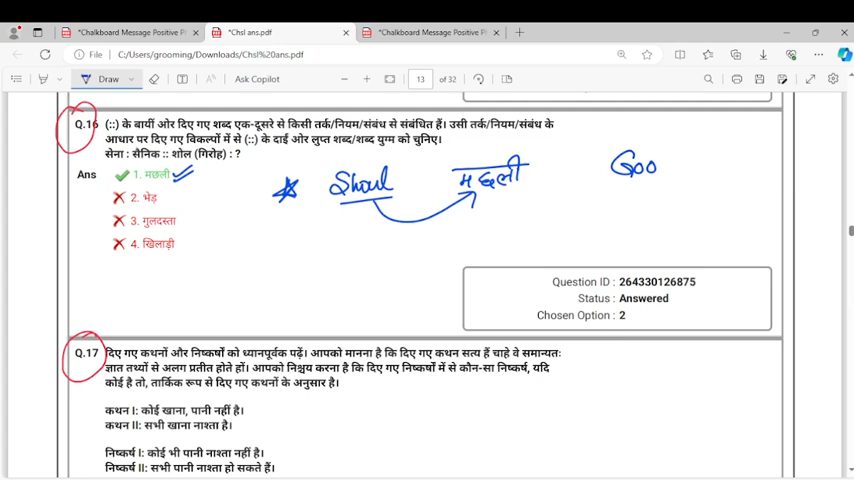 *Chalkboard Message Positive P
*Chsl ans.pdf
*Chalkboard Message Positive P
File
C:/Users/grooming/Downloads/Chsl%20ans.pdf
Draw
Ask Copilot
13
of 32
Q.16 (::) के बायीं ओर दिए गए शब्द एक-दूसरे से किसी तर्क/नियम/संबंध से संबंधित हैं। उसी तर्क/नियम/संबंध के
आधार पर दिए गए विकल्पों में से (::) के दाईं ओर लुप्त शब्द/शब्द युग्म को चुनिए।
सेना : सैनिक :: शोल (गिरोह) : ?
Ans 1. मछली
2. भेड़
3. गुलदस्ता
4. खिलाड़ी
Shoul मछली Goo
Question ID : 264330126875
Status : Answered
Chosen Option : 2
Q.17 दिए गए कथनों और निष्कर्षों को ध्यानपूर्वक पढ़ें। आपको मानना है कि दिए गए कथन सत्य हैं चाहे वे समान्यतः
ज्ञात तथ्यों से अलग प्रतीत होते हों। आपको निश्चय करना है कि दिए गए निष्कर्षों में से कौन-सा निष्कर्ष, यदि
कोई है तो, तार्किक रूप से दिए गए कथनों के अनुसार है।
कथन I: कोई खाना, पानी नहीं है।
कथन II: सभी खाना नाश्ता है।
निष्कर्ष I: कोई भी पानी नाश्ता नहीं है।
निष्कर्ष II: सभी पानी नाश्ता हो सकते हैं।